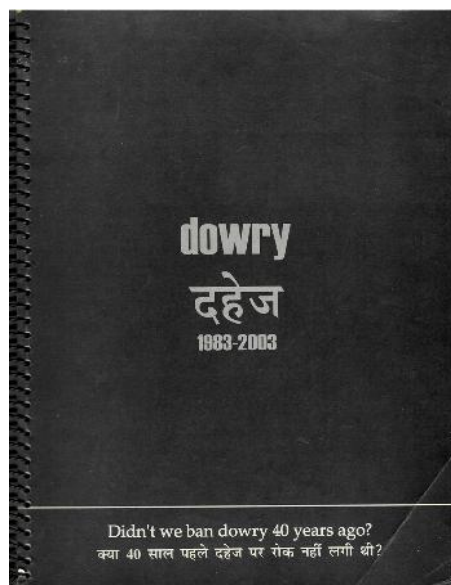 dowry
दहेज
1983-2003
Didn't we ban dowry 40 years ago?
क्या 40 साल पहले दहेज पर रोक नहीं लगी थी?